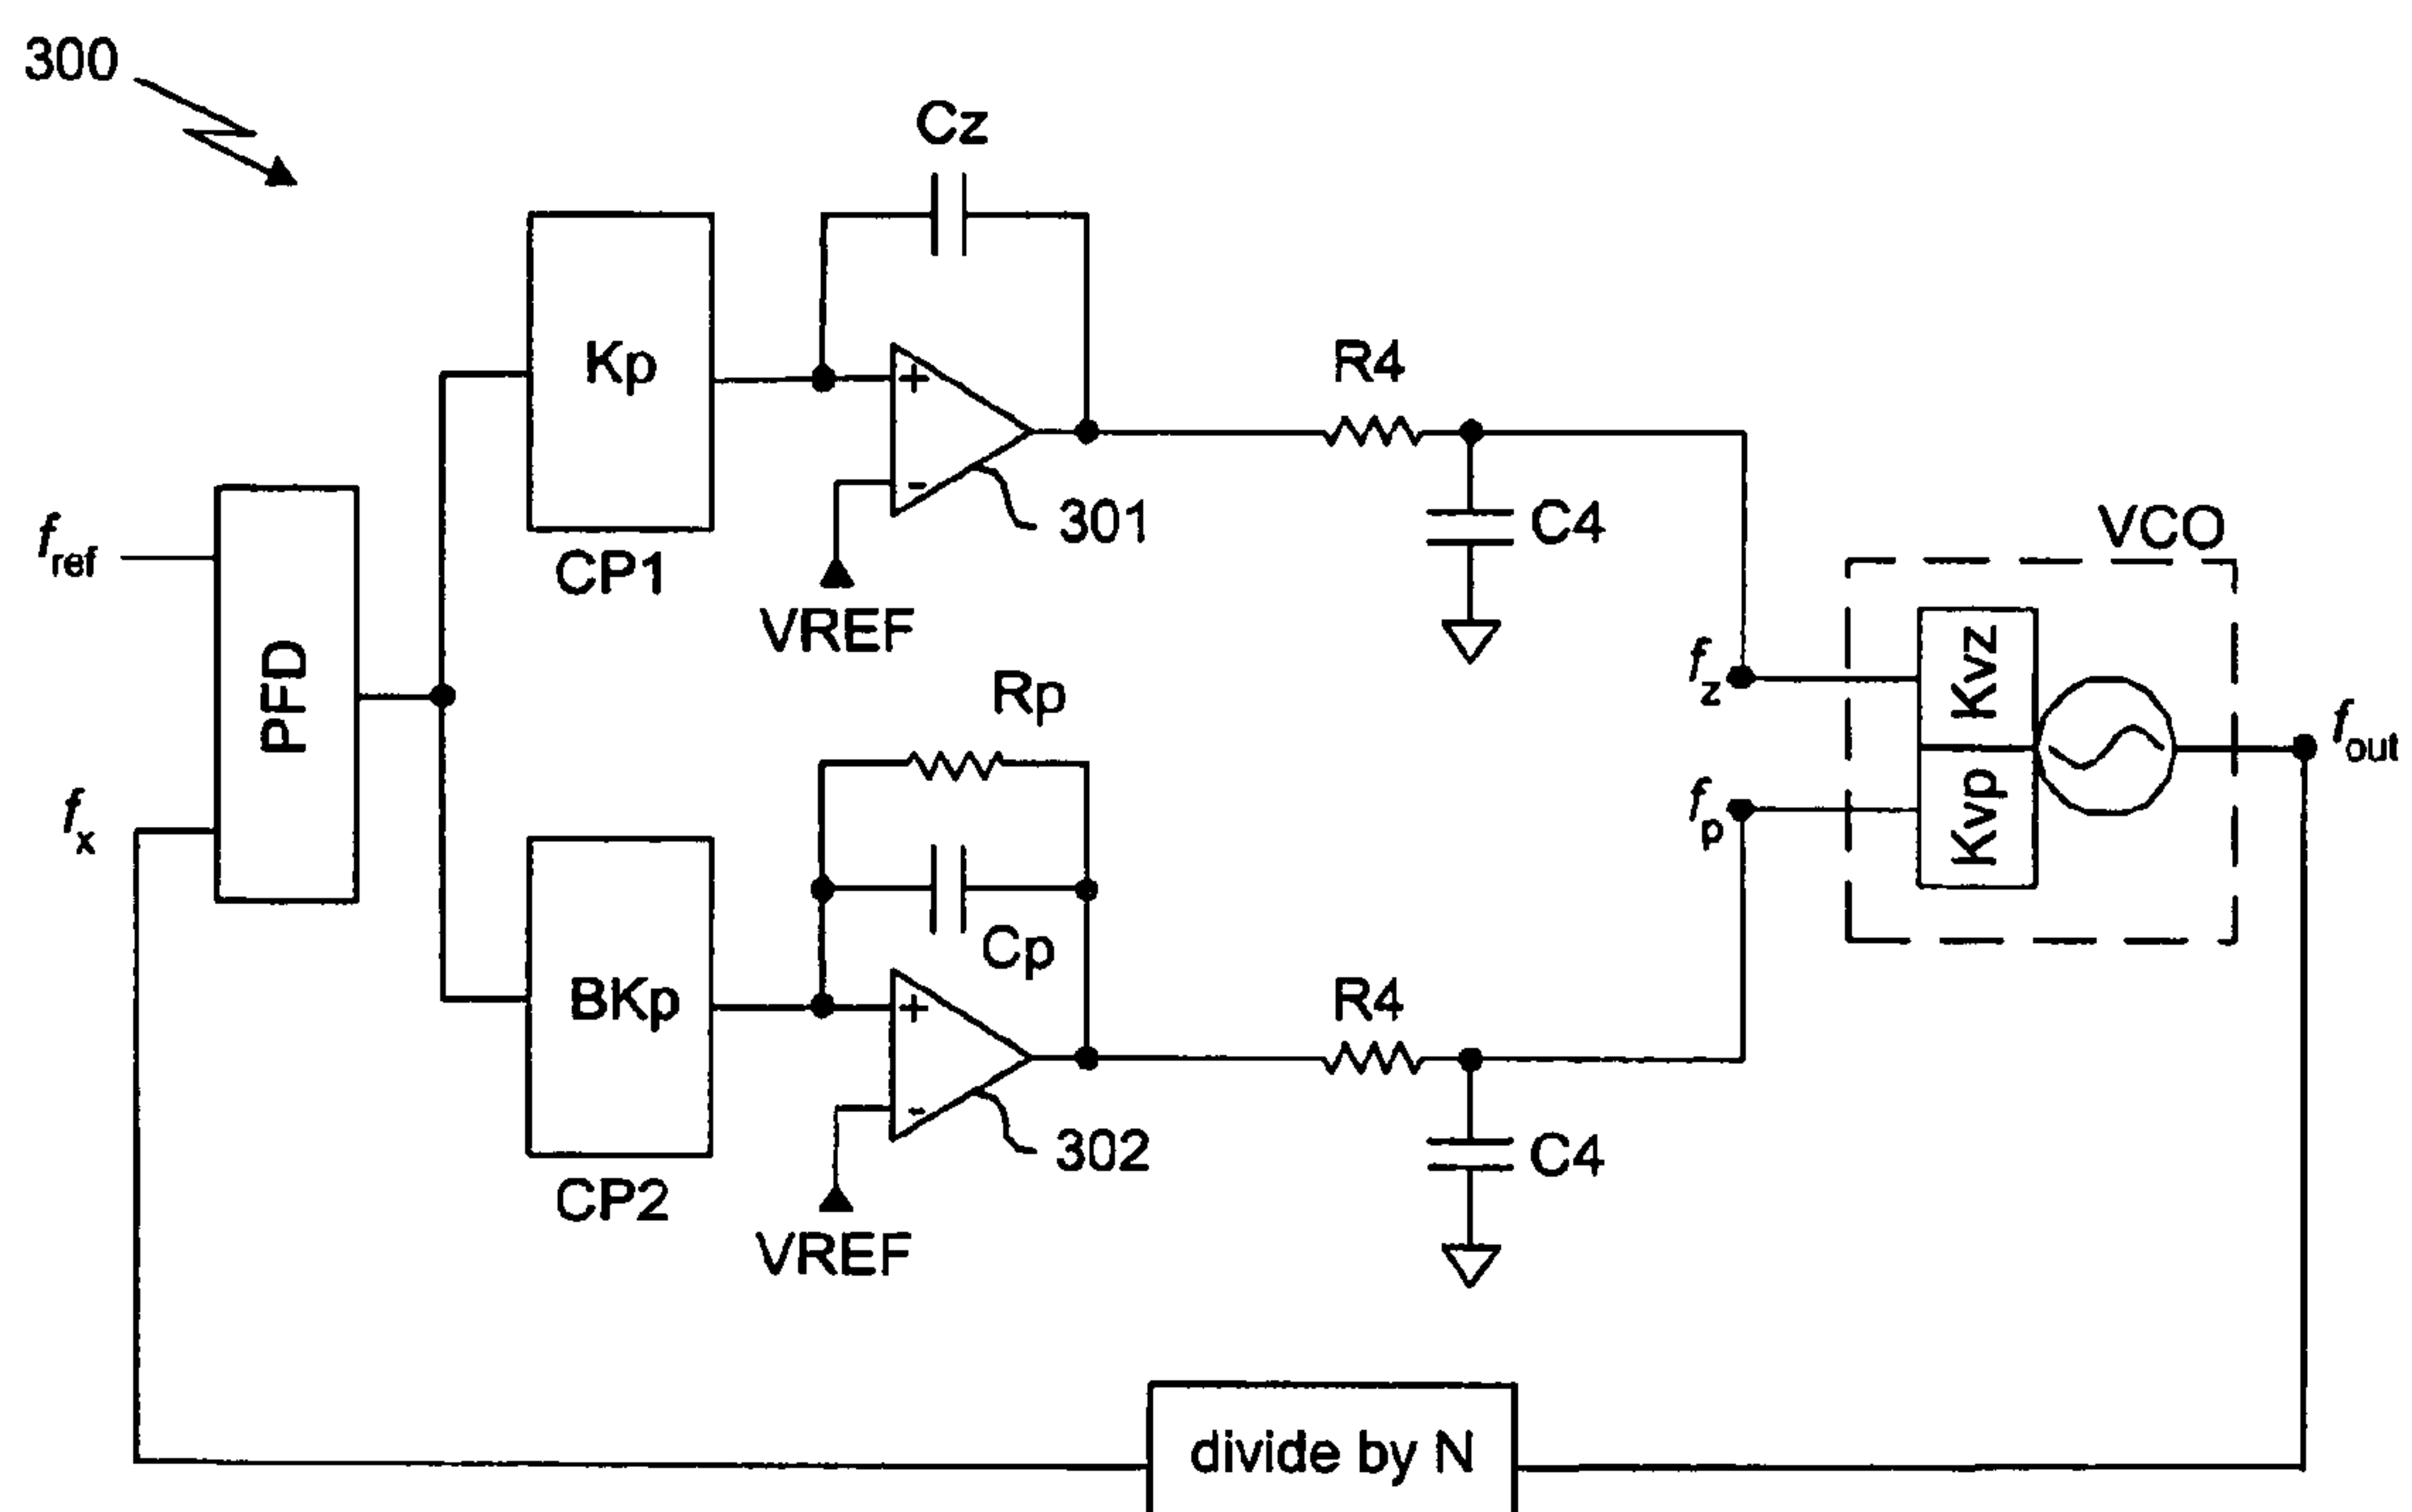 300
Cz
Kp
+
-
301
CP1
VREF
R4
C4
fref
PFD
fx
Rp
Cp
BKp
+
-
302
CP2
VREF
R4
C4
VCO
fz
fp
Kvz
Kvp
fout
divide by N